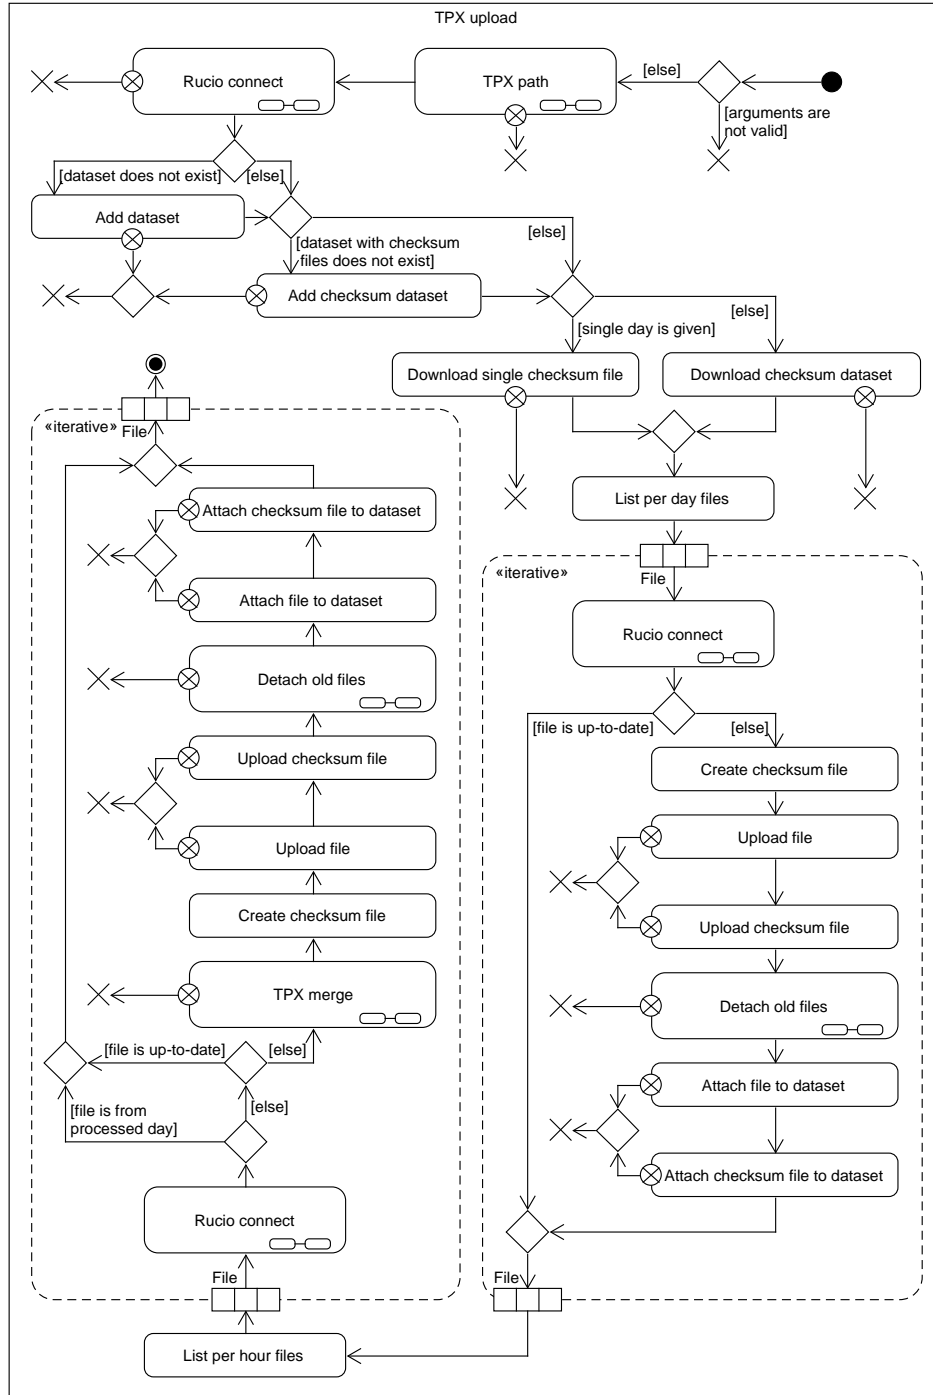 TPX upload
Rucio connect
TPX path
[else]
[arguments are
not valid]
[dataset does not exist]
[else]
Add dataset
[dataset with checksum
files does not exist]
[else]
Add checksum dataset
[single day is given]
[else]
Download single checksum file
Download checksum dataset
List per day files
«iterative»
File
Rucio connect
[file is up-to-date]
[else]
Create checksum file
Upload file
Upload checksum file
Detach old files
Attach file to dataset
Attach checksum file to dataset
File
«iterative»
File
Attach checksum file to dataset
Attach file to dataset
Detach old files
Upload checksum file
Upload file
Create checksum file
TPX merge
[file is up-to-date]
[else]
[file is from
processed day]
[else]
Rucio connect
File
List per hour files